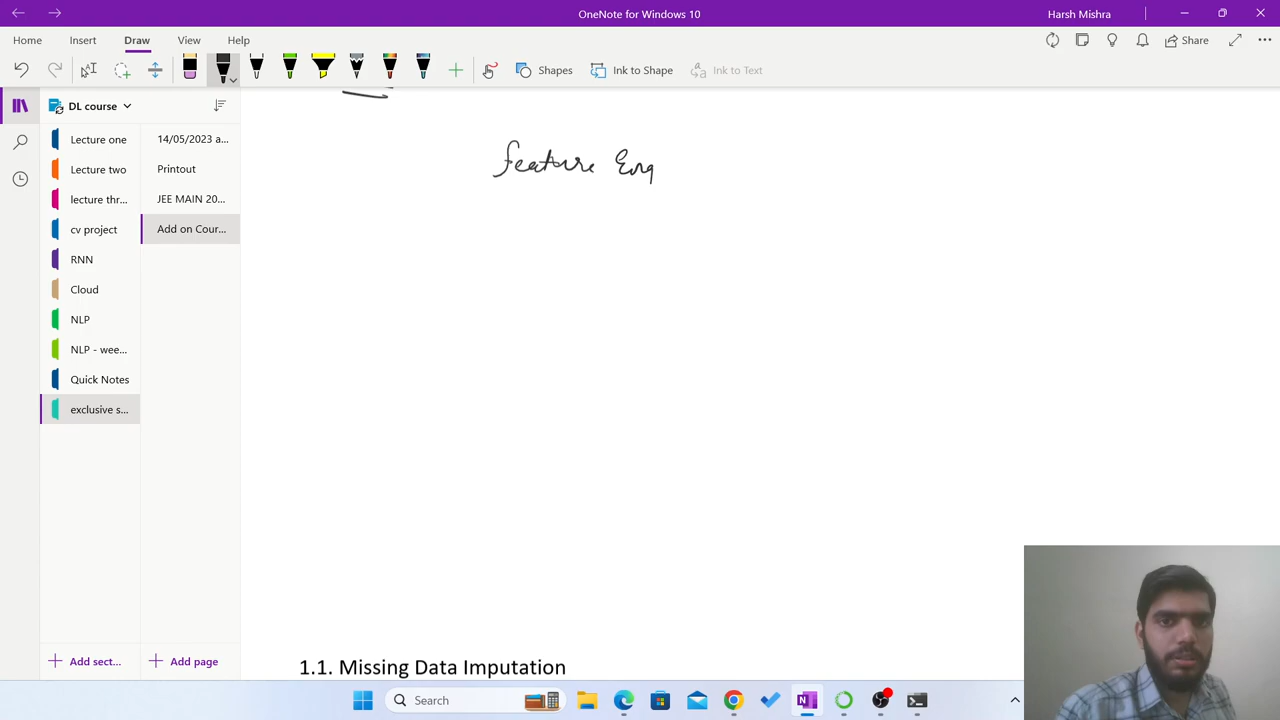 OneNote for Windows 10
Harsh Mishra
Home Insert Draw View Help
Share
Shapes Ink to Shape Ink to Text
DL course
Lecture one
Lecture two
lecture thr...
cv project
RNN
Cloud
NLP
NLP - wee...
Quick Notes
exclusive s...
14/05/2023 a...
Printout
JEE MAIN 20...
Add on Cour...
Feature Eng
1.1. Missing Data Imputation
Add sect... Add page
Search